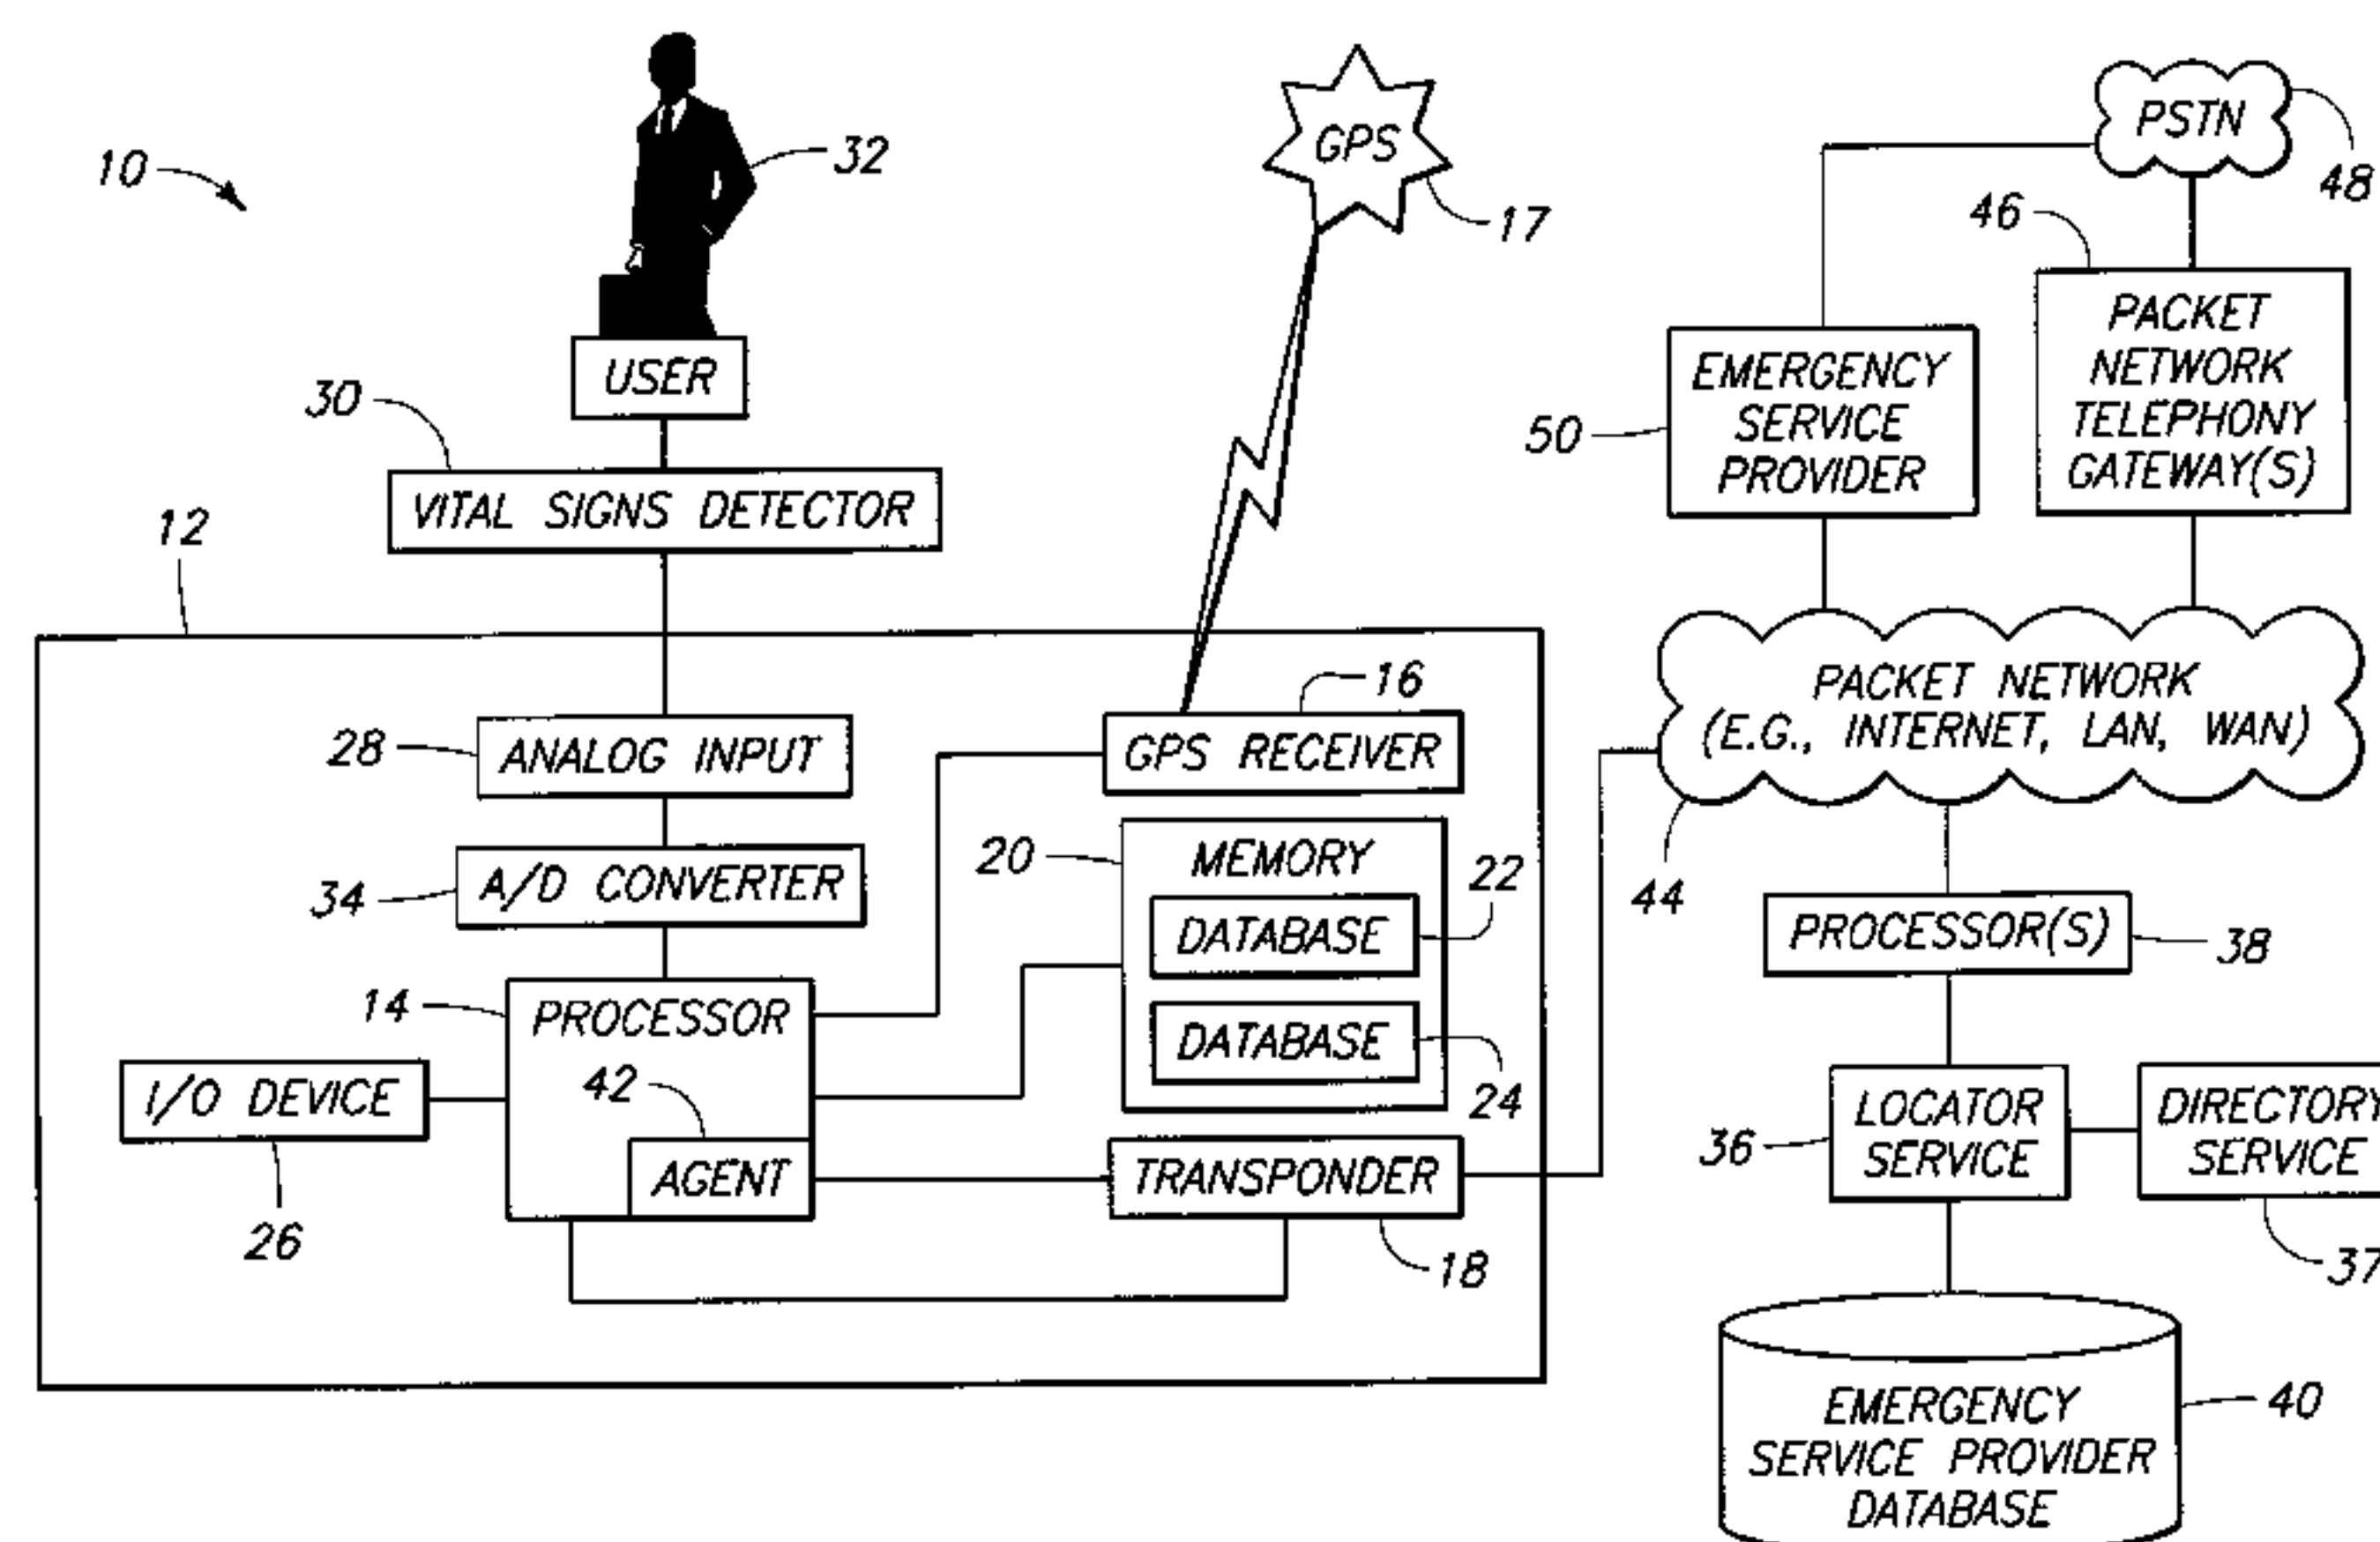 10
32
GPS
17
PSTN
48
46
PACKET
NETWORK
TELEPHONY
GATEWAY(S)
USER
30
EMERGENCY
SERVICE
PROVIDER
50
VITAL SIGNS DETECTOR
12
PACKET NETWORK
(E.G., INTERNET, LAN, WAN)
44
16
28
ANALOG INPUT
GPS RECEIVER
20
MEMORY
22
DATABASE
34
A/D CONVERTER
PROCESSOR(S)
38
14
PROCESSOR
DATABASE
24
42
I/O DEVICE
26
AGENT
TRANSPONDER
18
36
LOCATOR
SERVICE
DIRECTORY
SERVICE
37
EMERGENCY
SERVICE PROVIDER
DATABASE
40